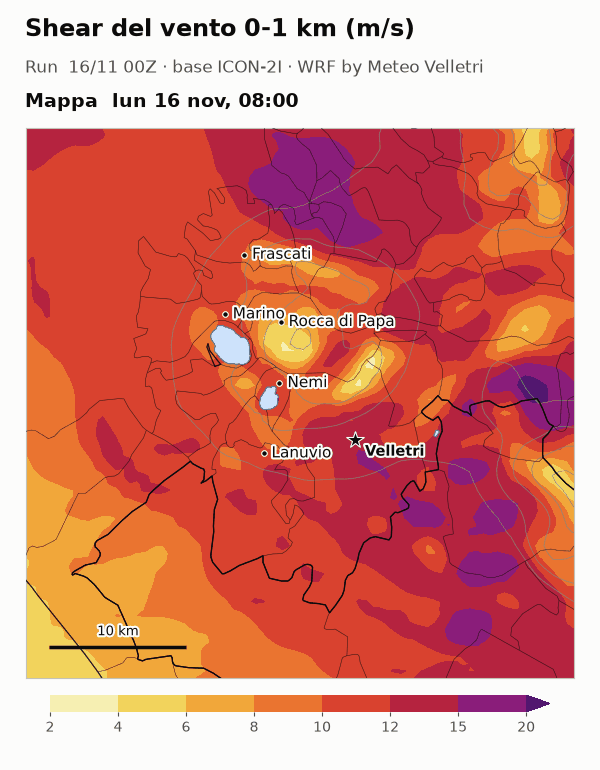 Shear del vento 0-1 km (m/s)
Run  16/11 00Z · base ICON-2I · WRF by Meteo Velletri
Mappa  lun 16 nov, 08:00
Frascati
Marino
Rocca di Papa
Nemi
Velletri
Lanuvio
10 km
2 4 6 8 10 12 15 20